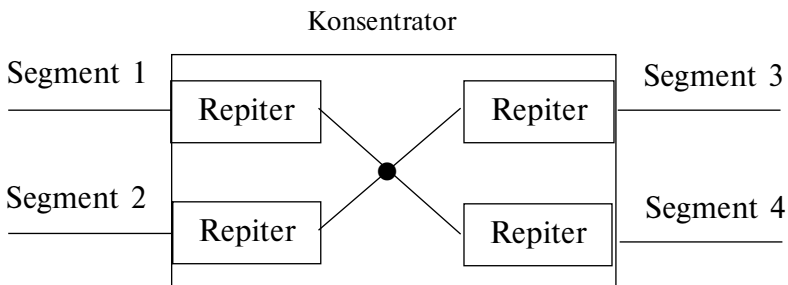 Konsentrator
Segment 1
Segment 3
Repiter
Repiter
Segment 2
Segment 4
Repiter
Repiter